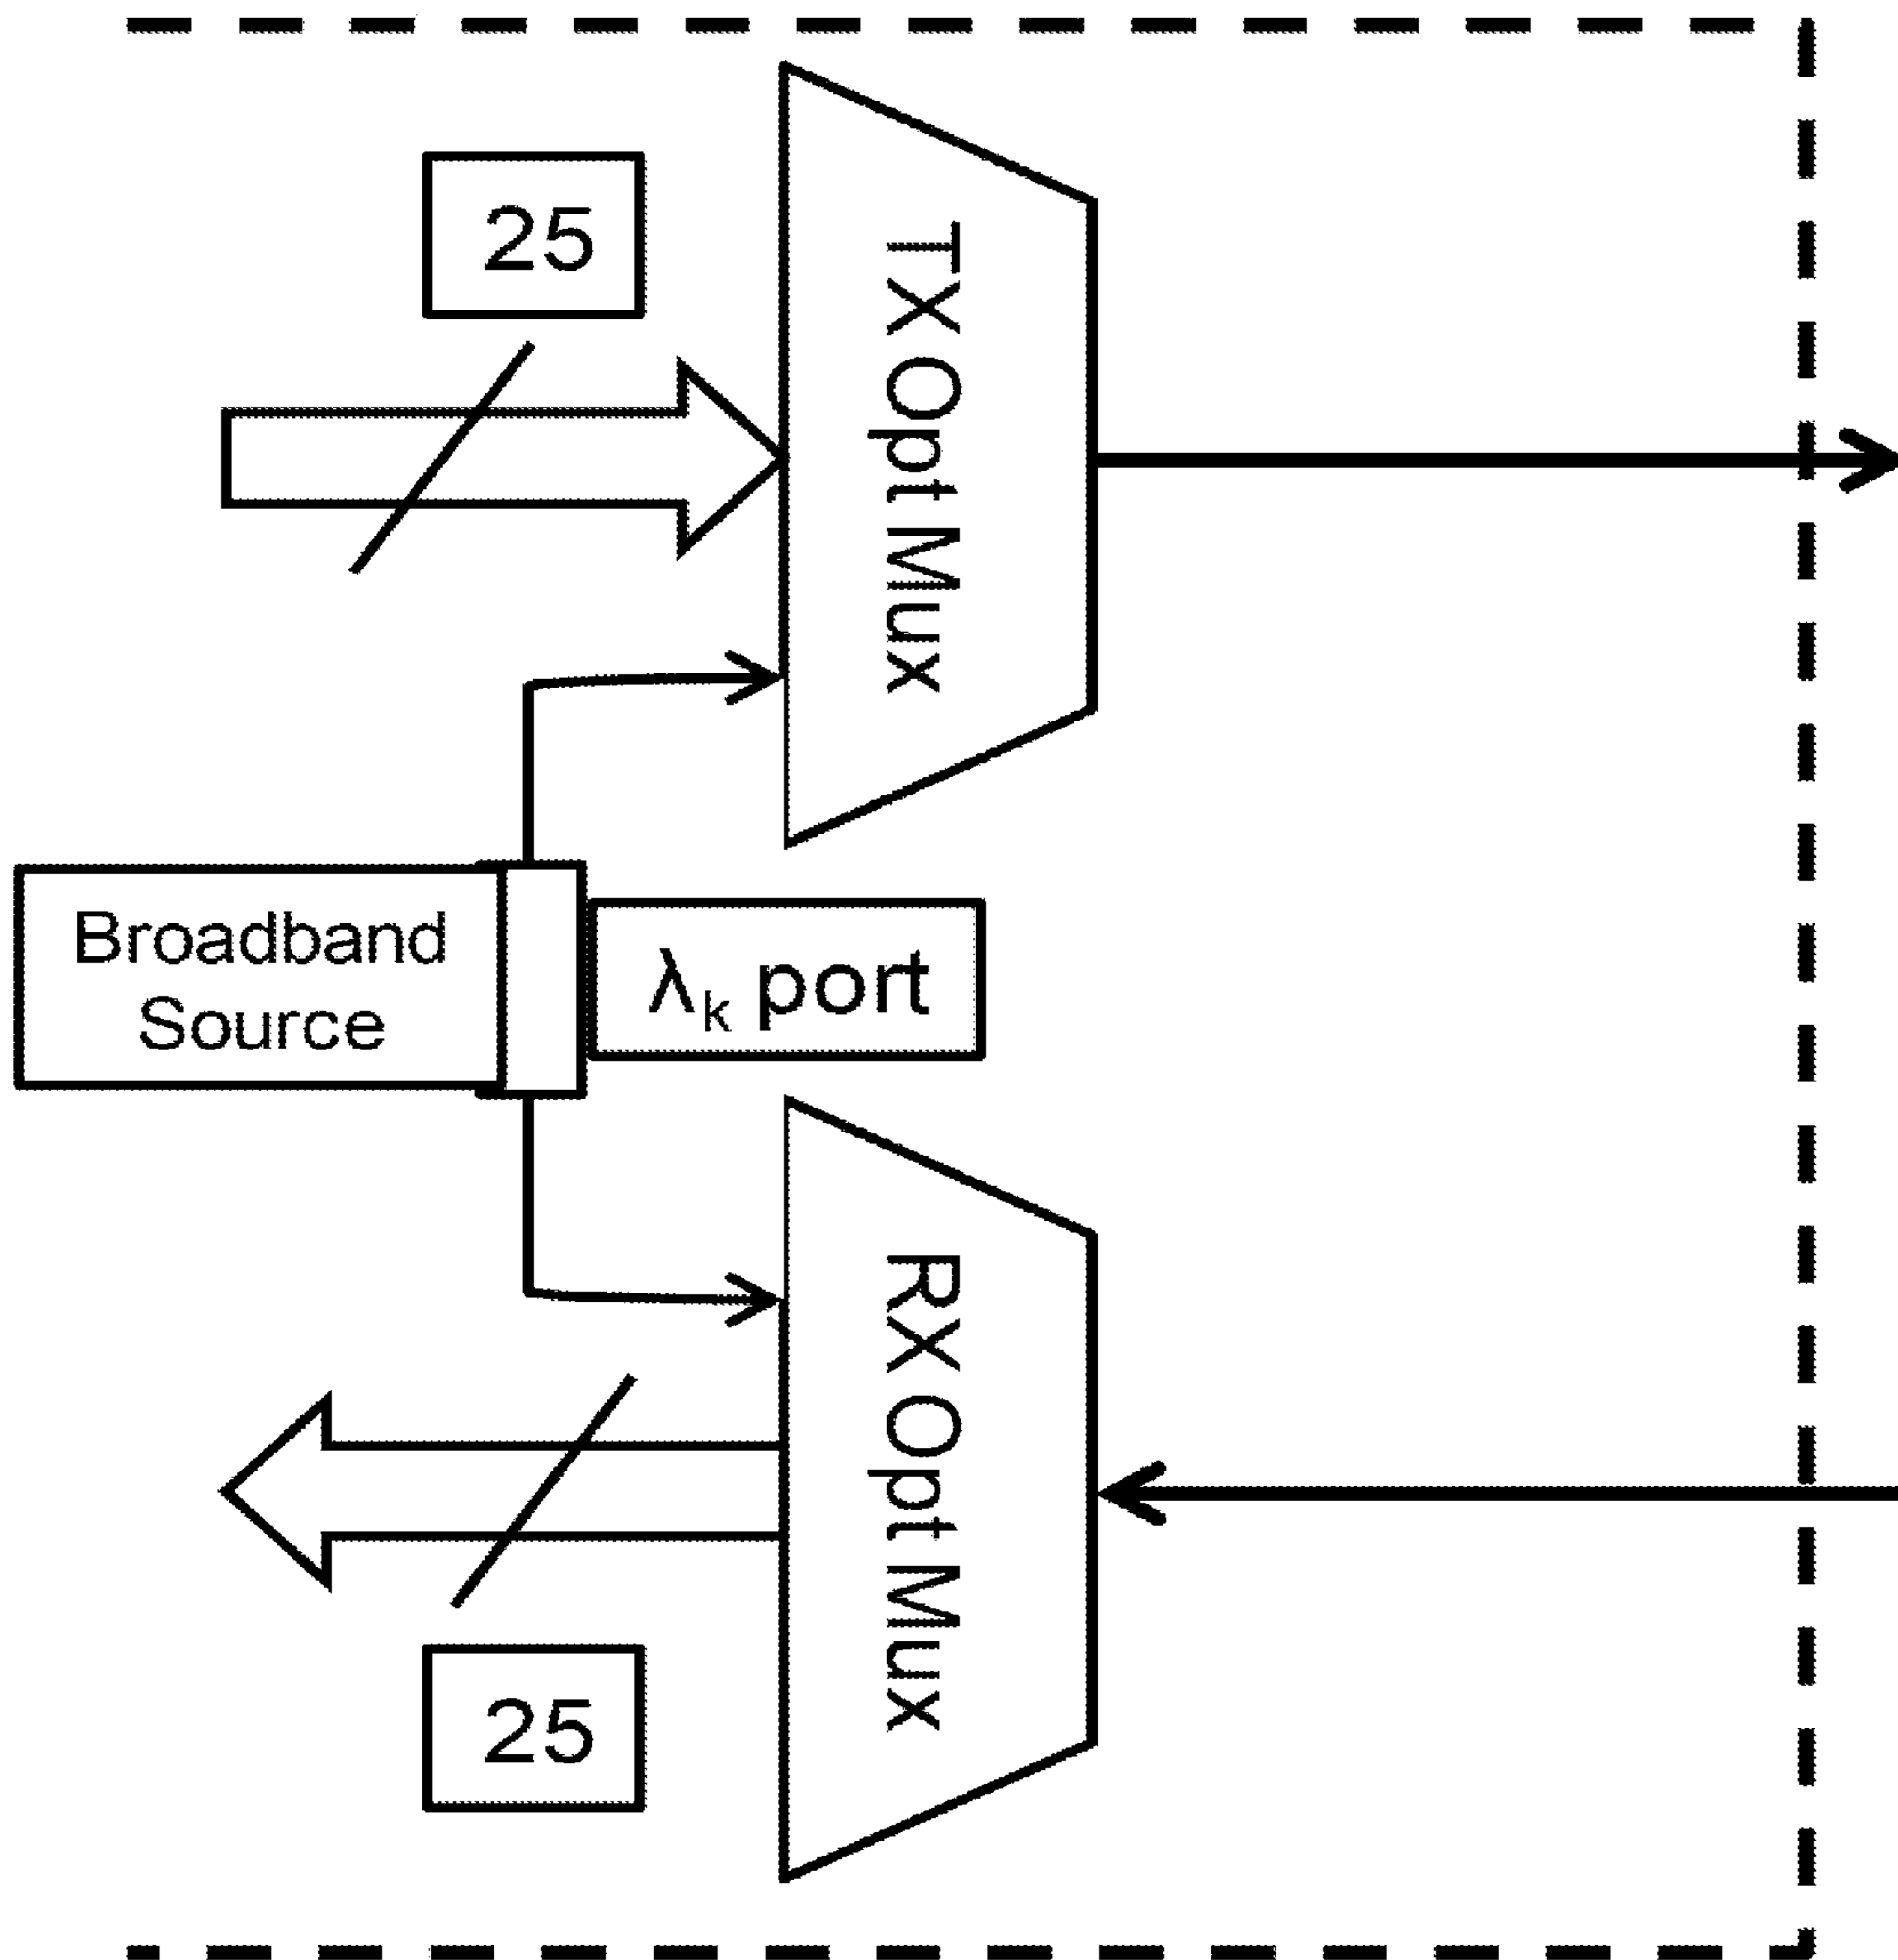 25
TX Opt Mux
Broadband
Source
λk port
RX Opt Mux
25